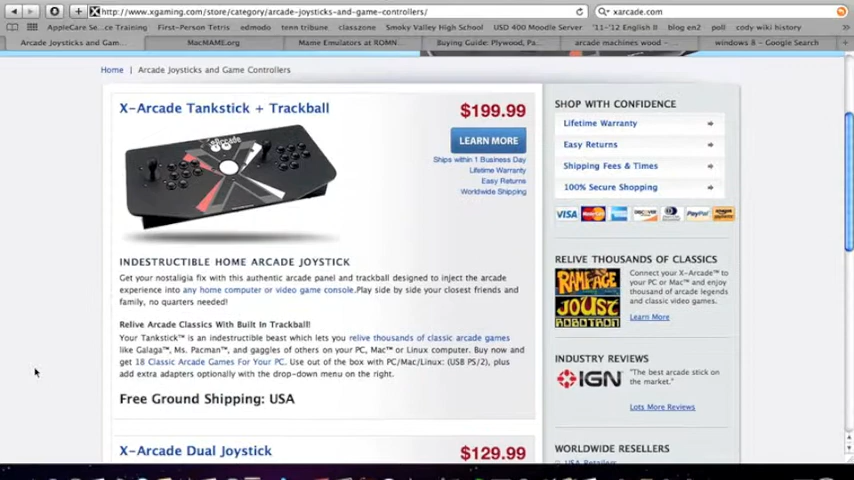 http://www.xgaming.com/store/category/arcade-joysticks-and-game-controllers/
xarcade.com
AppleCare Se...ce Training First-Person Tetris edmodo tenn tribune classzone Smoky Valley High School USD 400 Moodle Server '11-'12 English II blog en2 poll cody wiki history
Arcade Joysticks and Gam... MacMAME.org Mame Emulators at ROMN... Buying Guide: Plywood, Pa... arcade machines wood - ... windows 8 - Google Search
Home | Arcade Joysticks and Game Controllers
X-Arcade Tankstick + Trackball
$199.99
LEARN MORE
Ships within 1 Business Day
Lifetime Warranty
Easy Returns
Worldwide Shipping
INDESTRUCTIBLE HOME ARCADE JOYSTICK
Get your nostaligia fix with this authentic arcade panel and trackball designed to inject the arcade
experience into any home computer or video game console.Play side by side your closest friends and
family, no quarters needed!
Relive Arcade Classics With Built In Trackball!
Your Tankstick™ is an indestructible beast which lets you relive thousands of classic arcade games
like Galaga™, Ms. Pacman™, and gaggles of others on your PC, Mac™ or Linux computer. Buy now and
get 18 Classic Arcade Games For Your PC. Use out of the box with PC/Mac/Linux: (USB PS/2), plus
add extra adapters optionally with the drop-down menu on the right.
Free Ground Shipping: USA
X-Arcade Dual Joystick
$129.99
SHOP WITH CONFIDENCE
Lifetime Warranty
Easy Returns
Shipping Fees & Times
100% Secure Shopping
VISA MasterCard DISCOVER PayPal amazon
RELIVE THOUSANDS OF CLASSICS
RAMPAGE
JOUST
ROBOTRON
Connect your X-Arcade™ to
your PC or Mac™ and enjoy
thousand of arcade legends
and classic video games.
Learn More
INDUSTRY REVIEWS
IGN
"The best arcade stick on
the market."
Lots More Reviews
WORLDWIDE RESELLERS
USA Retailers